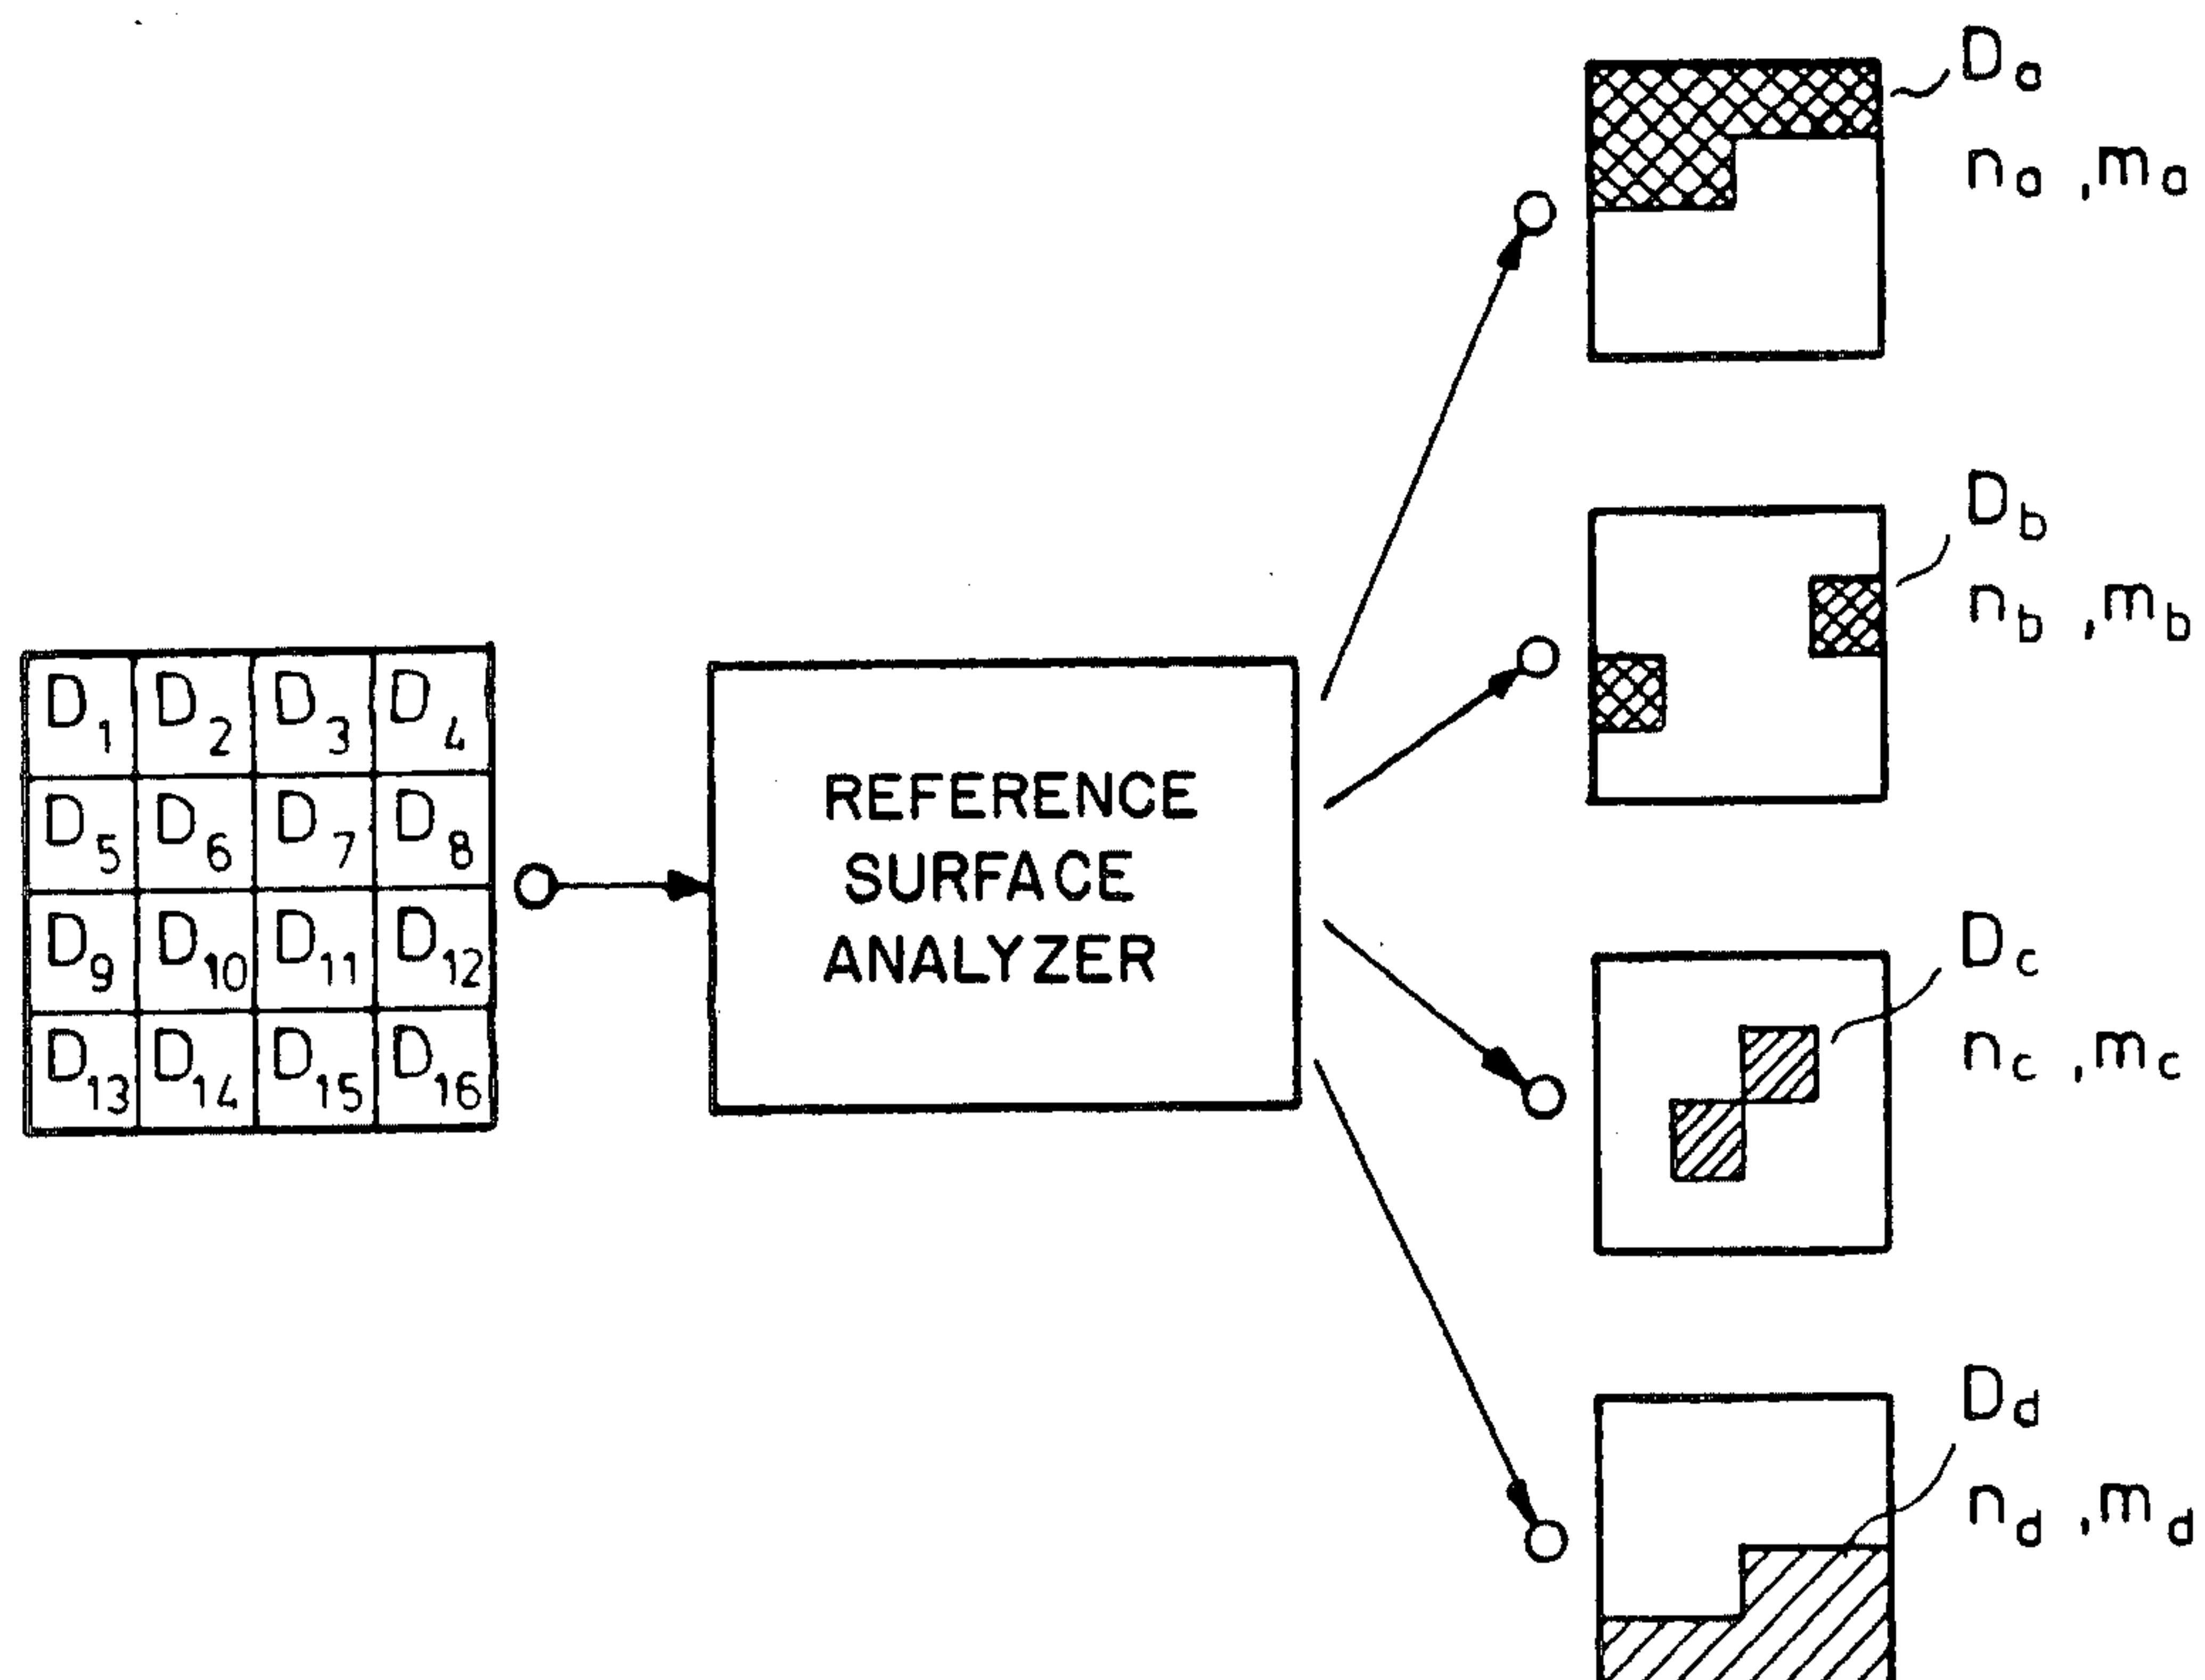 D1 D2 D3 D4
D5 D6 D7 D8
D9 D10 D11 D12
D13 D14 D15 D16
REFERENCE
SURFACE
ANALYZER
Da
na ,ma
Db
nb ,mb
Dc
nc ,mc
Dd
nd ,md